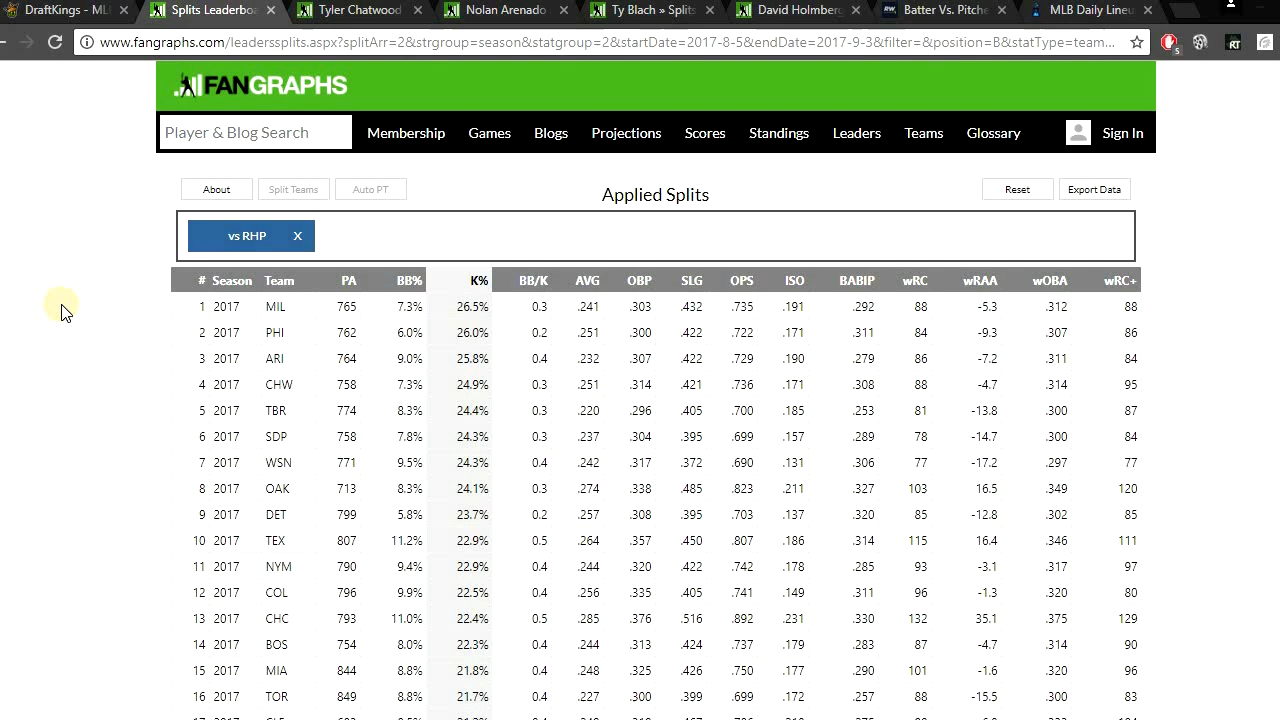 DraftKings - ML
Splits Leaderboa
Tyler Chatwood
Nolan Arenado
Ty Blach » Splits
David Holmberg
Batter Vs. Pitche
MLB Daily Lineu
www.fangraphs.com/leaderssplits.aspx?splitArr=2&strgroup=season&statgroup=2&startDate=2017-8-5&endDate=2017-9-3&filter=&position=B&statType=team...
5
RT
FANGRAPHS
Player & Blog Search Membership Games Blogs Projections Scores Standings Leaders Teams Glossary Sign In
About Split Teams Auto PT Applied Splits Reset Export Data
vs RHP X
# Season Team PA BB% K% BB/K AVG OBP SLG OPS ISO BABIP wRC wRAA wOBA wRC+
1 2017 MIL 765 7.3% 26.5% 0.3 .241 .303 .432 .735 .191 .292 88 -5.3 .312 88
2 2017 PHI 762 6.0% 26.0% 0.2 .251 .300 .422 .722 .171 .311 84 -9.3 .307 86
3 2017 ARI 764 9.0% 25.8% 0.4 .232 .307 .422 .729 .190 .279 86 -7.2 .311 84
4 2017 CHW 758 7.3% 24.9% 0.3 .251 .314 .421 .736 .171 .308 88 -4.7 .314 95
5 2017 TBR 774 8.3% 24.4% 0.3 .220 .296 .405 .700 .185 .253 81 -13.8 .300 87
6 2017 SDP 758 7.8% 24.3% 0.3 .237 .304 .395 .699 .157 .289 78 -14.7 .300 84
7 2017 WSN 771 9.5% 24.3% 0.4 .242 .317 .372 .690 .131 .306 77 -17.2 .297 77
8 2017 OAK 713 8.3% 24.1% 0.3 .274 .338 .485 .823 .211 .327 103 16.5 .349 120
9 2017 DET 799 5.8% 23.7% 0.2 .257 .308 .395 .703 .137 .320 85 -12.8 .302 85
10 2017 TEX 807 11.2% 22.9% 0.5 .264 .357 .450 .807 .186 .314 115 16.4 .346 111
11 2017 NYM 790 9.4% 22.9% 0.4 .244 .320 .422 .742 .178 .285 93 -3.1 .317 97
12 2017 COL 796 9.9% 22.5% 0.4 .256 .335 .405 .741 .149 .311 96 -1.3 .320 80
13 2017 CHC 793 11.0% 22.4% 0.5 .285 .376 .516 .892 .231 .330 132 35.1 .375 129
14 2017 BOS 754 8.0% 22.3% 0.4 .244 .313 .424 .737 .179 .283 87 -4.7 .314 90
15 2017 MIA 844 8.8% 21.8% 0.4 .248 .325 .426 .750 .177 .290 101 -1.6 .320 96
16 2017 TOR 849 8.8% 21.7% 0.4 .227 .300 .399 .699 .172 .257 88 -15.5 .300 83